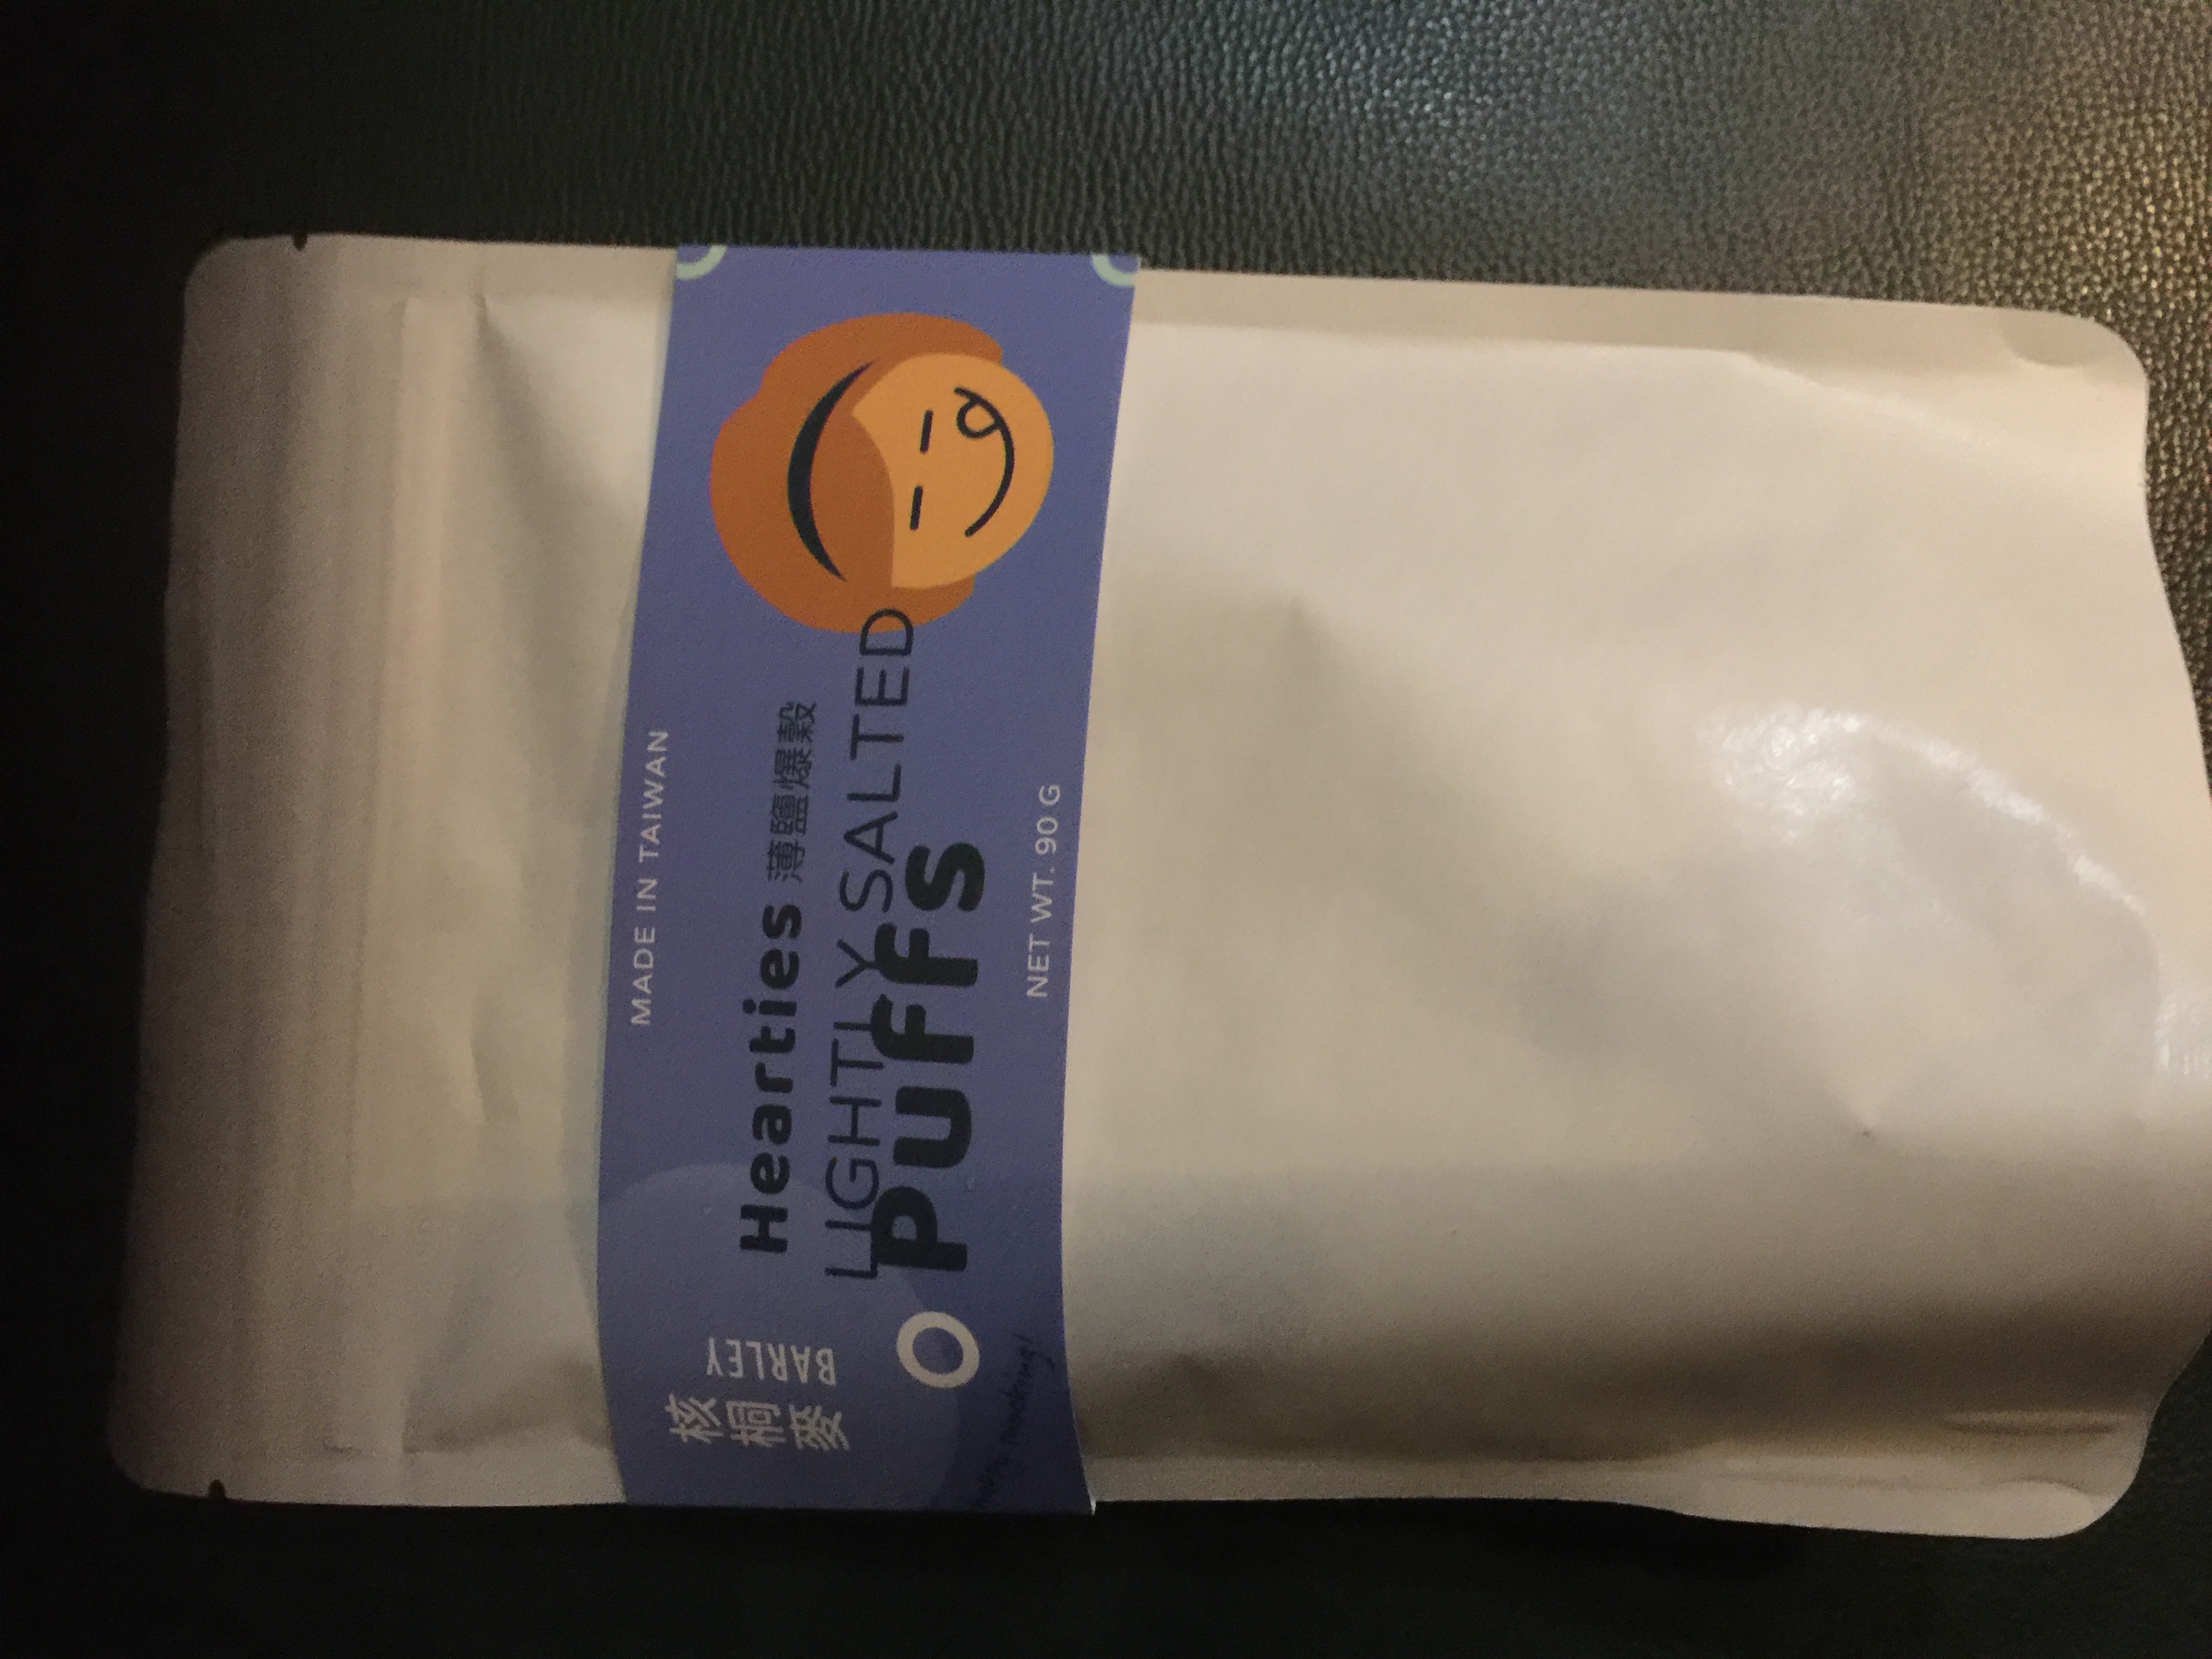 MADE IN TAIWAN
Hearties 薄鹽爆穀
LIGHTLY SALTED
PUFFS
NET WT. 90 G
BARLEY
核桐麥